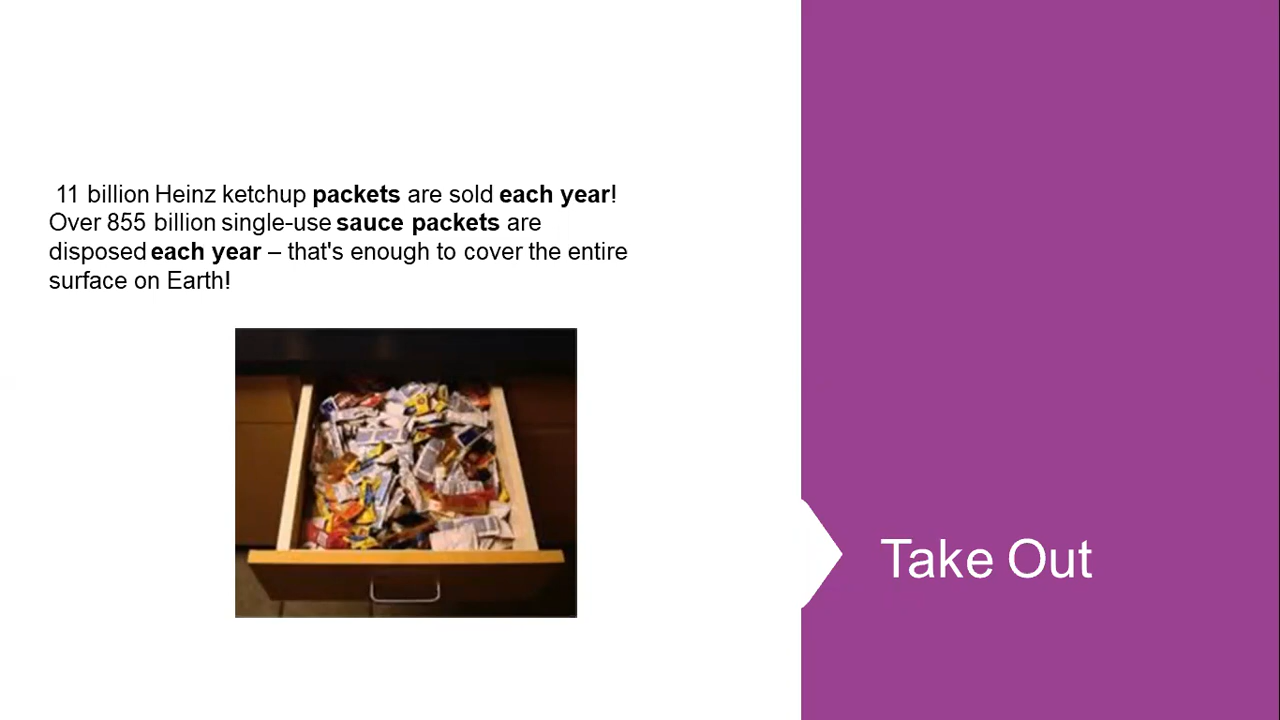 11 billion Heinz ketchup packets are sold each year!
Over 855 billion single-use sauce packets are
disposed each year – that's enough to cover the entire
surface on Earth!
Take Out